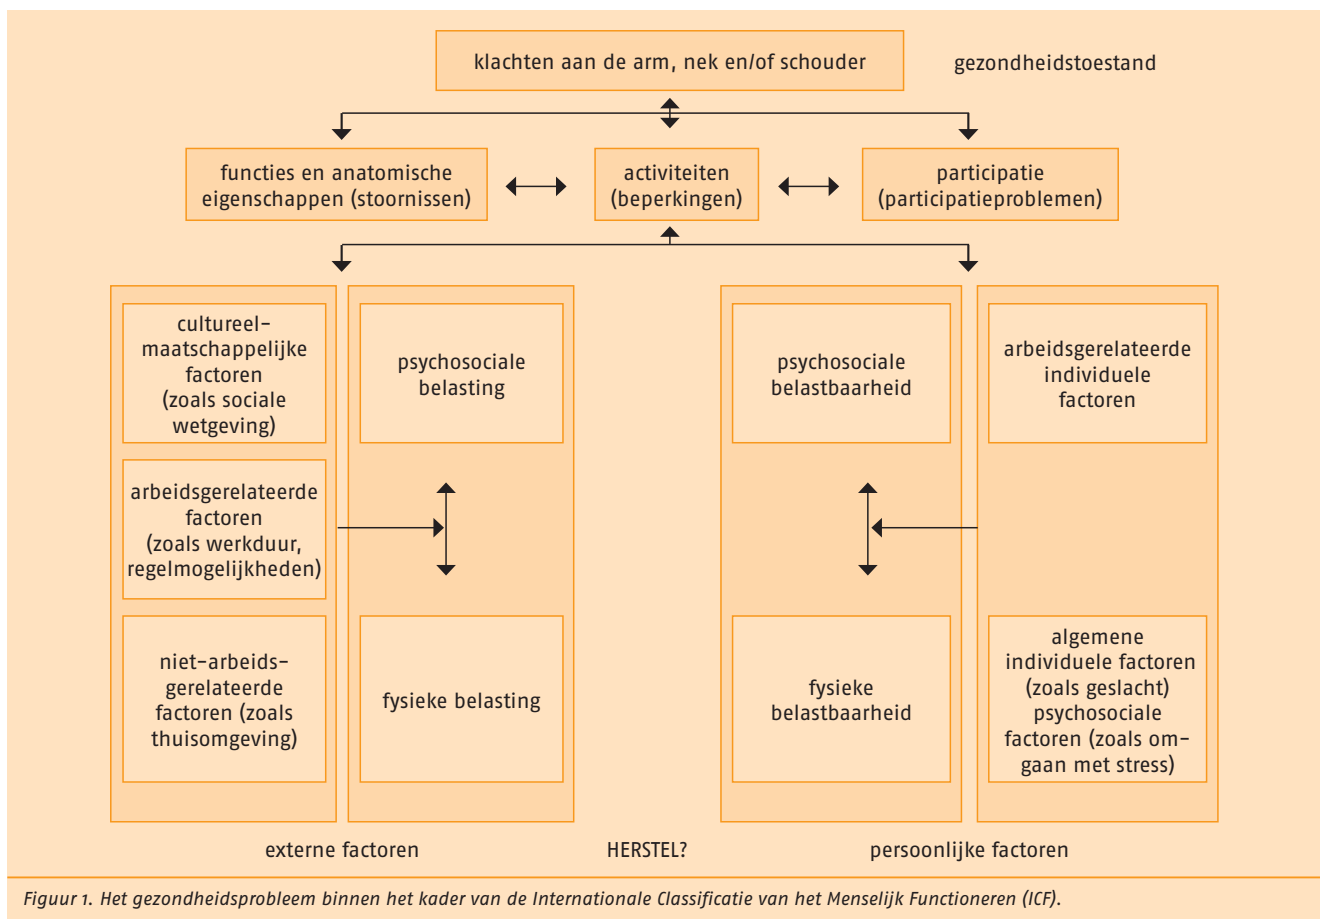 klachten aan de arm, nek en/of schouder
gezondheidstoestand
functies en anatomische
eigenschappen (stoornissen)
activiteiten
(beperkingen)
participatie
(participatieproblemen)
cultureel-
maatschappelijke
factoren
(zoals sociale
wetgeving)
psychosociale
belasting
psychosociale
belastbaarheid
arbeidsgerelateerde
individuele
factoren
arbeidsgerelateerde
factoren
(zoals werkduur,
regelmogelijkheden)
niet-arbeids-
gerelateerde
factoren (zoals
thuisomgeving)
fysieke belasting
fysieke
belastbaarheid
algemene
individuele factoren
(zoals geslacht)
psychosociale
factoren (zoals om-
gaan met stress)
externe factoren
HERSTEL?
persoonlijke factoren
Figuur 1. Het gezondheidsprobleem binnen het kader van de Internationale Classificatie van het Menselijk Functioneren (ICF).